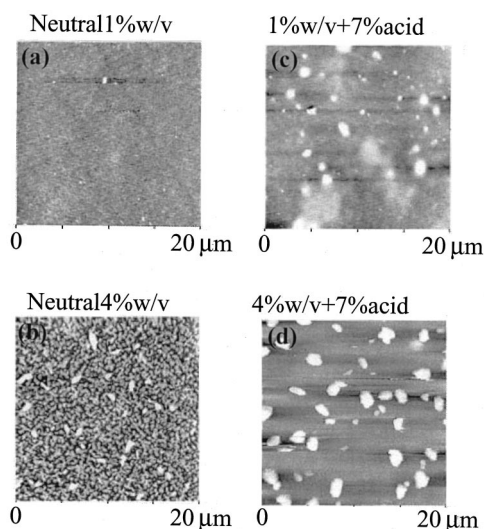 Neutral1%w/v
(a)
0 20 μm
1%w/v+7%acid
(c)
0 20 μm
Neutral4%w/v
(b)
0 20 μm
4%w/v+7%acid
(d)
0 20 μm